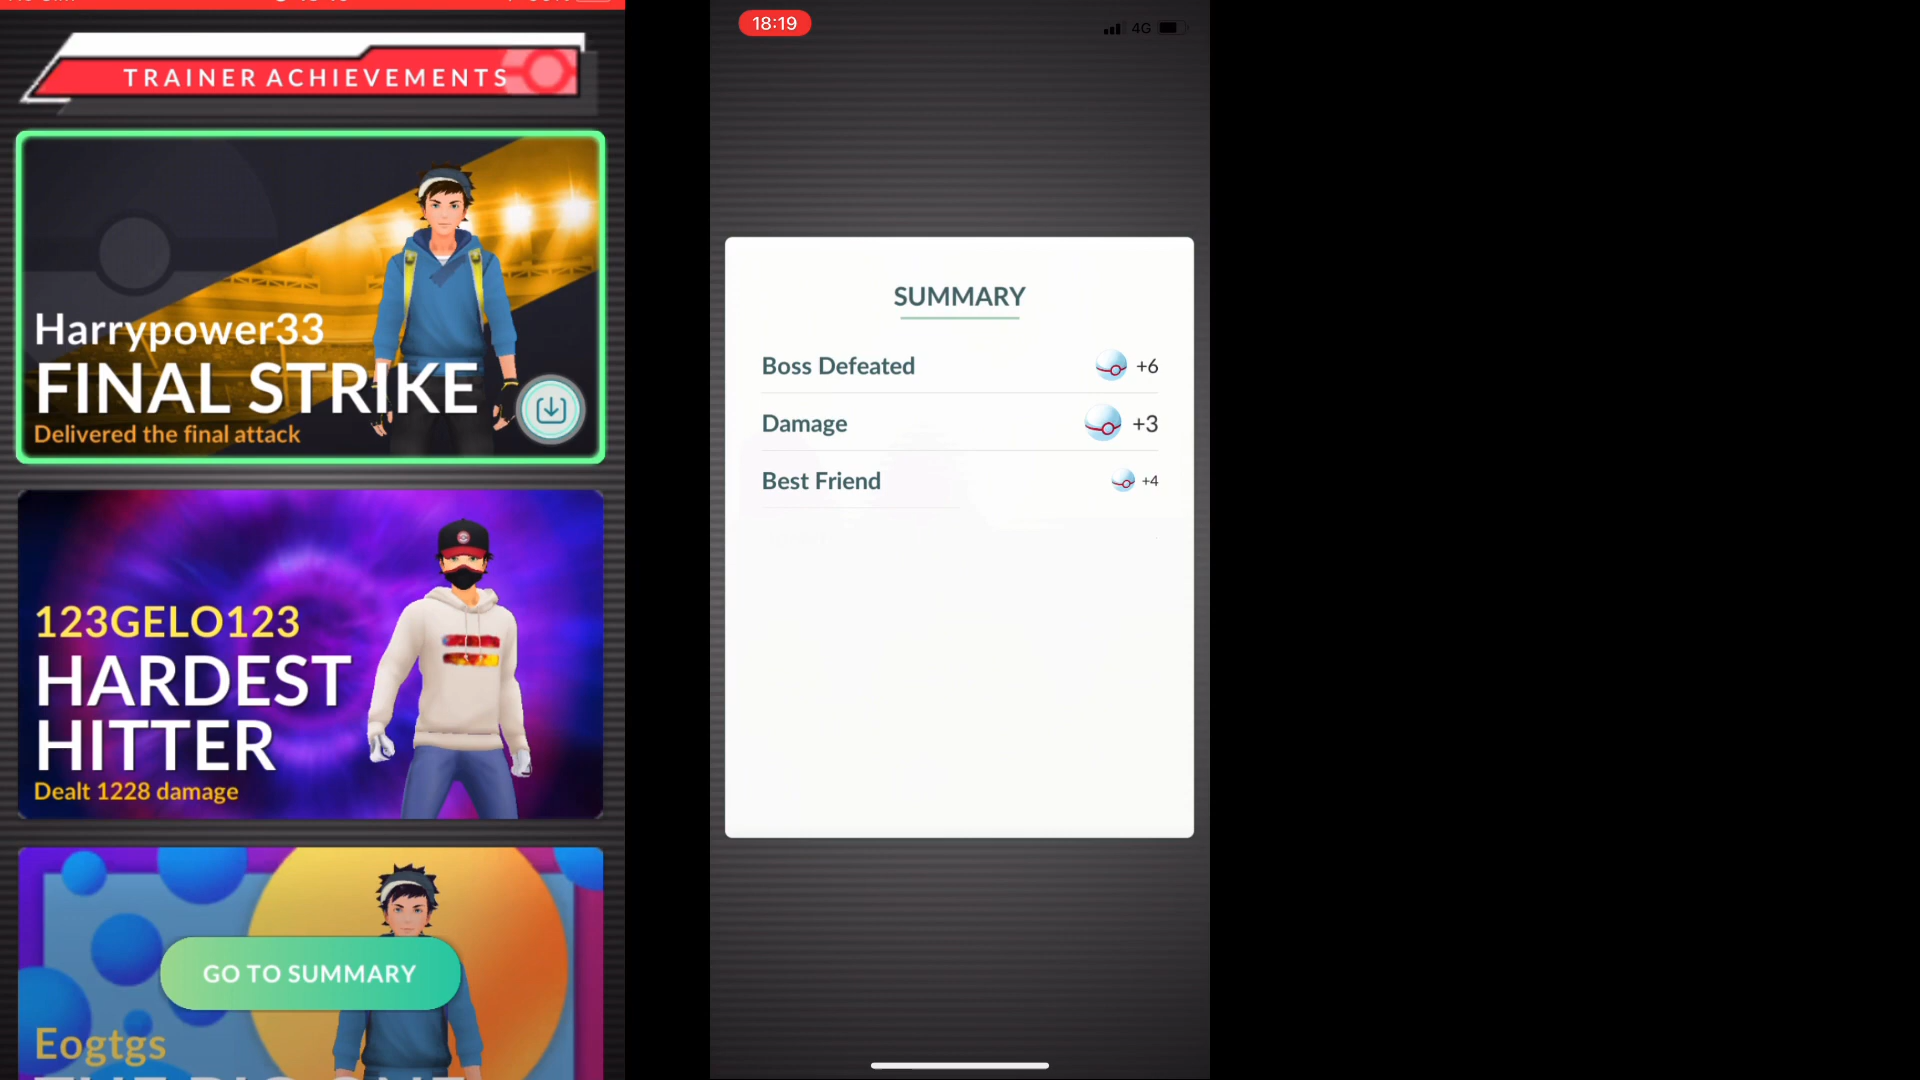 TRAINER ACHIEVEMENTS
Harrypower33
FINAL STRIKE
Delivered the final attack
123GELO123
HARDEST
HITTER
Dealt 1228 damage
GO TO SUMMARY
Eogtgs
18:19
4G
SUMMARY
Boss Defeated +6
Damage +3
Best Friend +4